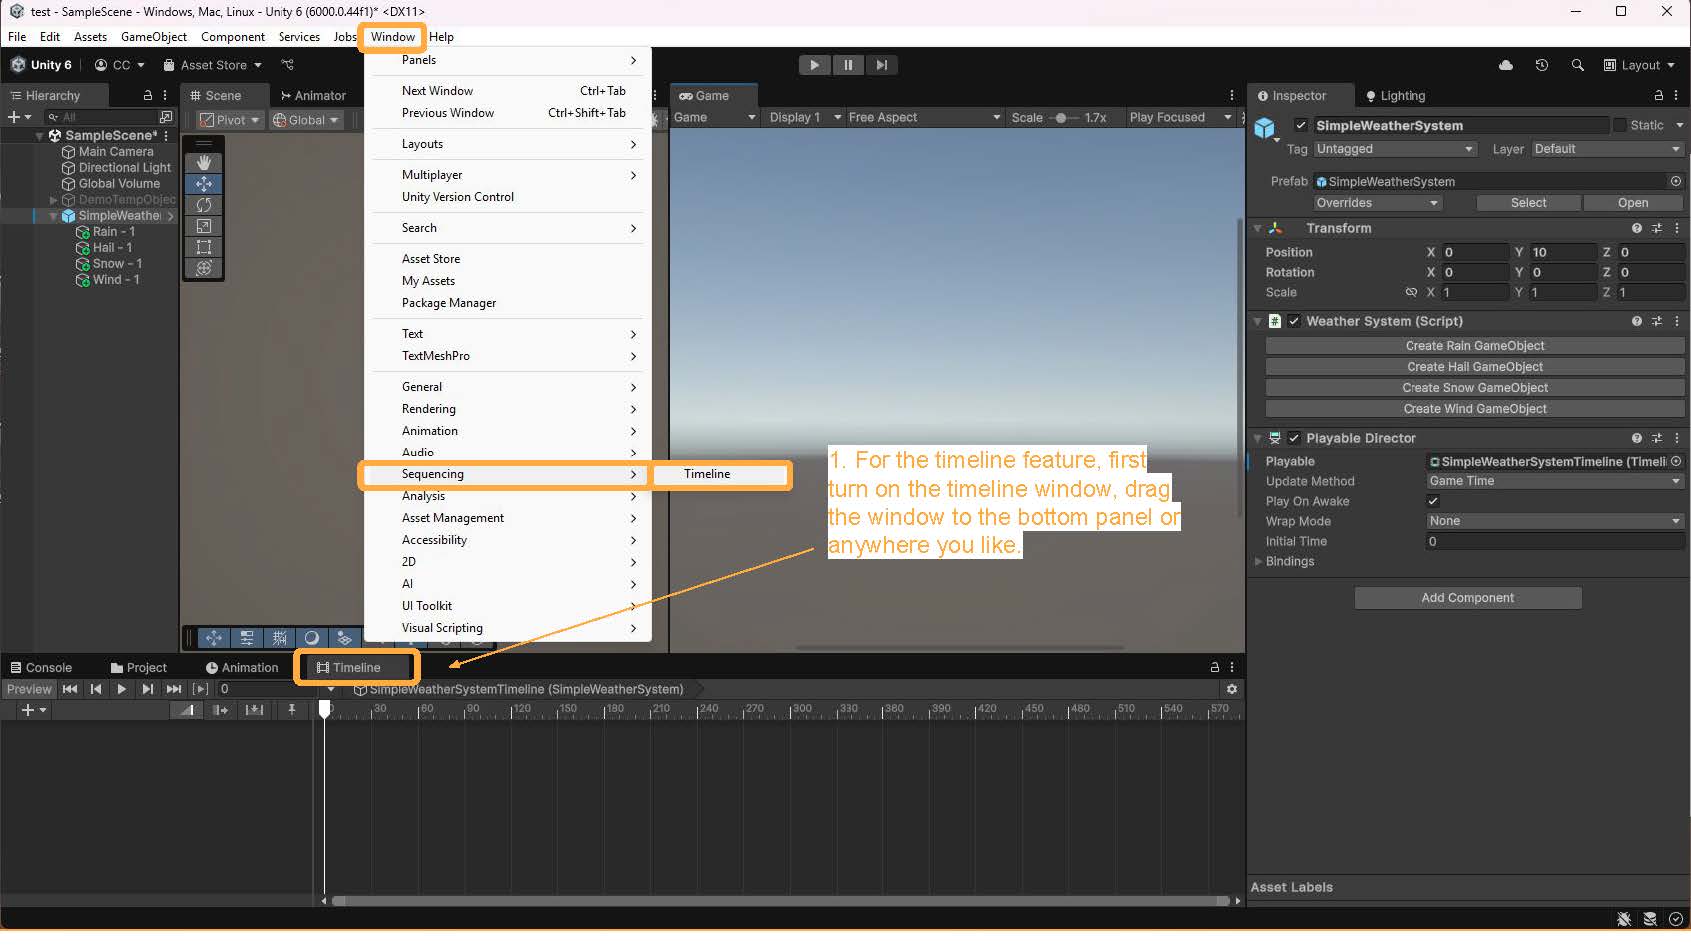 test - SampleScene - Windows, Mac, Linux - Unity 6 (6000.0.44f1)* <DX11>
File Edit Assets GameObject Component Services Jobs Window Help
Unity 6 CC Asset Store Layout
Hierarchy
All
SampleScene*
Main Camera
Directional Light
Global Volume
DemoTempObjec
SimpleWeather
Rain - 1
Hail - 1
Snow - 1
Wind - 1
Scene Animator
Pivot Global
Panels
Next Window Ctrl+Tab
Previous Window Ctrl+Shift+Tab
Layouts
Multiplayer
Unity Version Control
Search
Asset Store
My Assets
Package Manager
Text
TextMeshPro
General
Rendering
Animation
Audio
Sequencing
Timeline
Analysis
Asset Management
Accessibility
2D
AI
UI Toolkit
Visual Scripting
Game
Game Display 1 Free Aspect Scale 1.7x Play Focused
1. For the timeline feature, first
turn on the timeline window, drag
the window to the bottom panel or
anywhere you like.
Inspector Lighting
SimpleWeatherSystem Static
Tag Untagged Layer Default
Prefab SimpleWeatherSystem
Overrides Select Open
Transform
Position X 0 Y 10 Z 0
Rotation X 0 Y 0 Z 0
Scale X 1 Y 1 Z 1
Weather System (Script)
Create Rain GameObject
Create Hail GameObject
Create Snow GameObject
Create Wind GameObject
Playable Director
Playable SimpleWeatherSystemTimeline (Timeli
Update Method Game Time
Play On Awake
Wrap Mode None
Initial Time 0
Bindings
Add Component
Asset Labels
Console Project Animation Timeline
Preview 0 SimpleWeatherSystemTimeline (SimpleWeatherSystem)
30 60 90 120 150 180 210 240 270 300 330 360 390 420 450 480 510 540 570